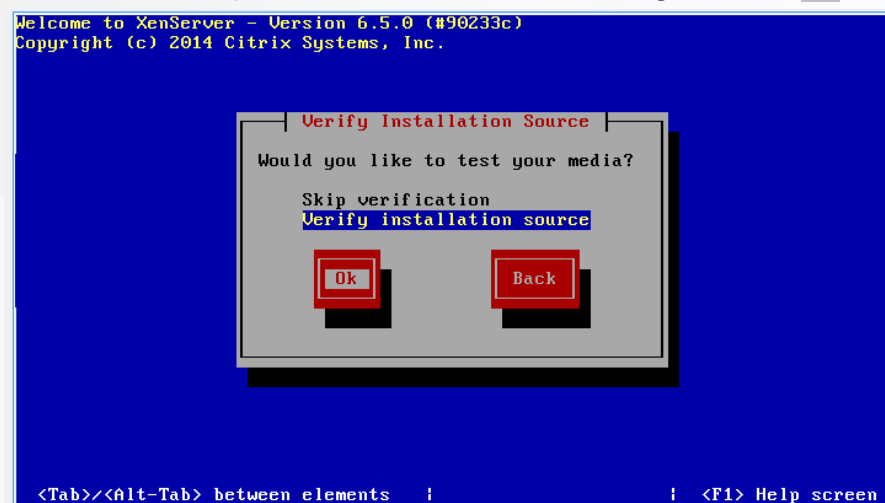 Welcome to XenServer - Version 6.5.0 (#90233c)
Copyright (c) 2014 Citrix Systems, Inc.
Verify Installation Source
Would you like to test your media?
Skip verification
Verify installation source
Ok Back
<Tab>/<Alt-Tab> between elements | | <F1> Help screen